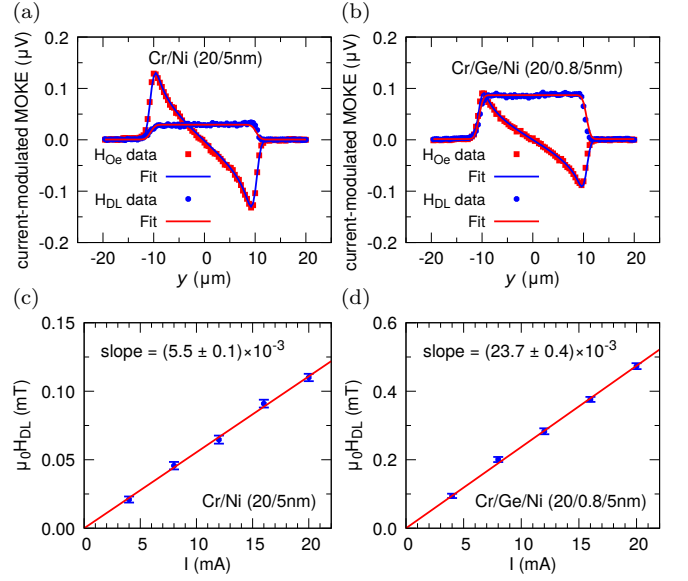 (a)
(b)
current-modulated MOKE (µV)
0.2
0.1
0.0
-0.1
-0.2
Cr/Ni (20/5nm)
H_Oe data
Fit
H_DL data
Fit
-20 -10 0 10 20
y (µm)
current-modulated MOKE (µV)
0.2
0.1
0.0
-0.1
-0.2
Cr/Ge/Ni (20/0.8/5nm)
H_Oe data
Fit
H_DL data
Fit
-20 -10 0 10 20
y (µm)
(c)
(d)
µ₀H_DL (mT)
0.15
0.10
0.05
0.00
slope = (5.5 ± 0.1)×10⁻³
Cr/Ni (20/5nm)
0 5 10 15 20
I (mA)
µ₀H_DL (mT)
0.6
0.4
0.2
0.0
slope = (23.7 ± 0.4)×10⁻³
Cr/Ge/Ni (20/0.8/5nm)
0 5 10 15 20
I (mA)